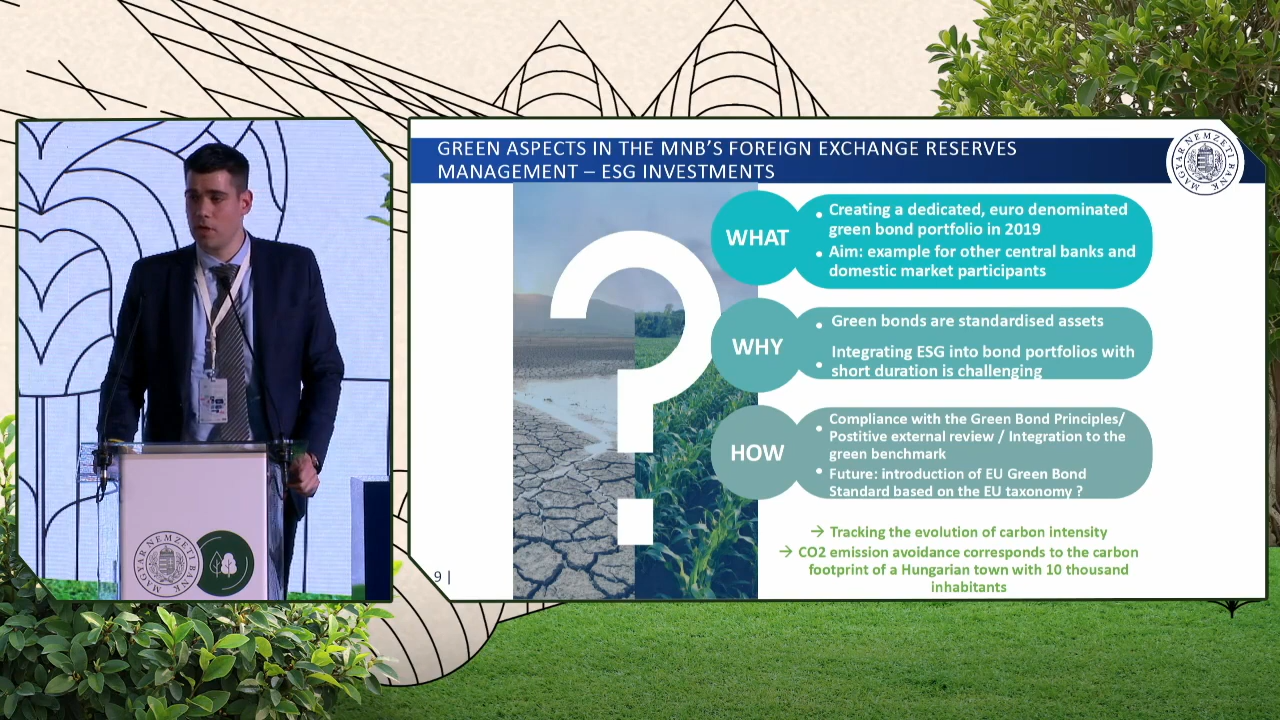 GREEN ASPECTS IN THE MNB'S FOREIGN EXCHANGE RESERVES
MANAGEMENT – ESG INVESTMENTS
MAGYAR NEMZETI BANK
WHAT
• Creating a dedicated, euro denominated
green bond portfolio in 2019
• Aim: example for other central banks and
domestic market participants
WHY
• Green bonds are standardised assets
• Integrating ESG into bond portfolios with
short duration is challenging
HOW
• Compliance with the Green Bond Principles/
Postitive external review / Integration to the
green benchmark
• Future: introduction of EU Green Bond
Standard based on the EU taxonomy ?
→ Tracking the evolution of carbon intensity
→ CO2 emission avoidance corresponds to the carbon
footprint of a Hungarian town with 10 thousand
inhabitants
9 |
MAGYAR NEMZETI BANK